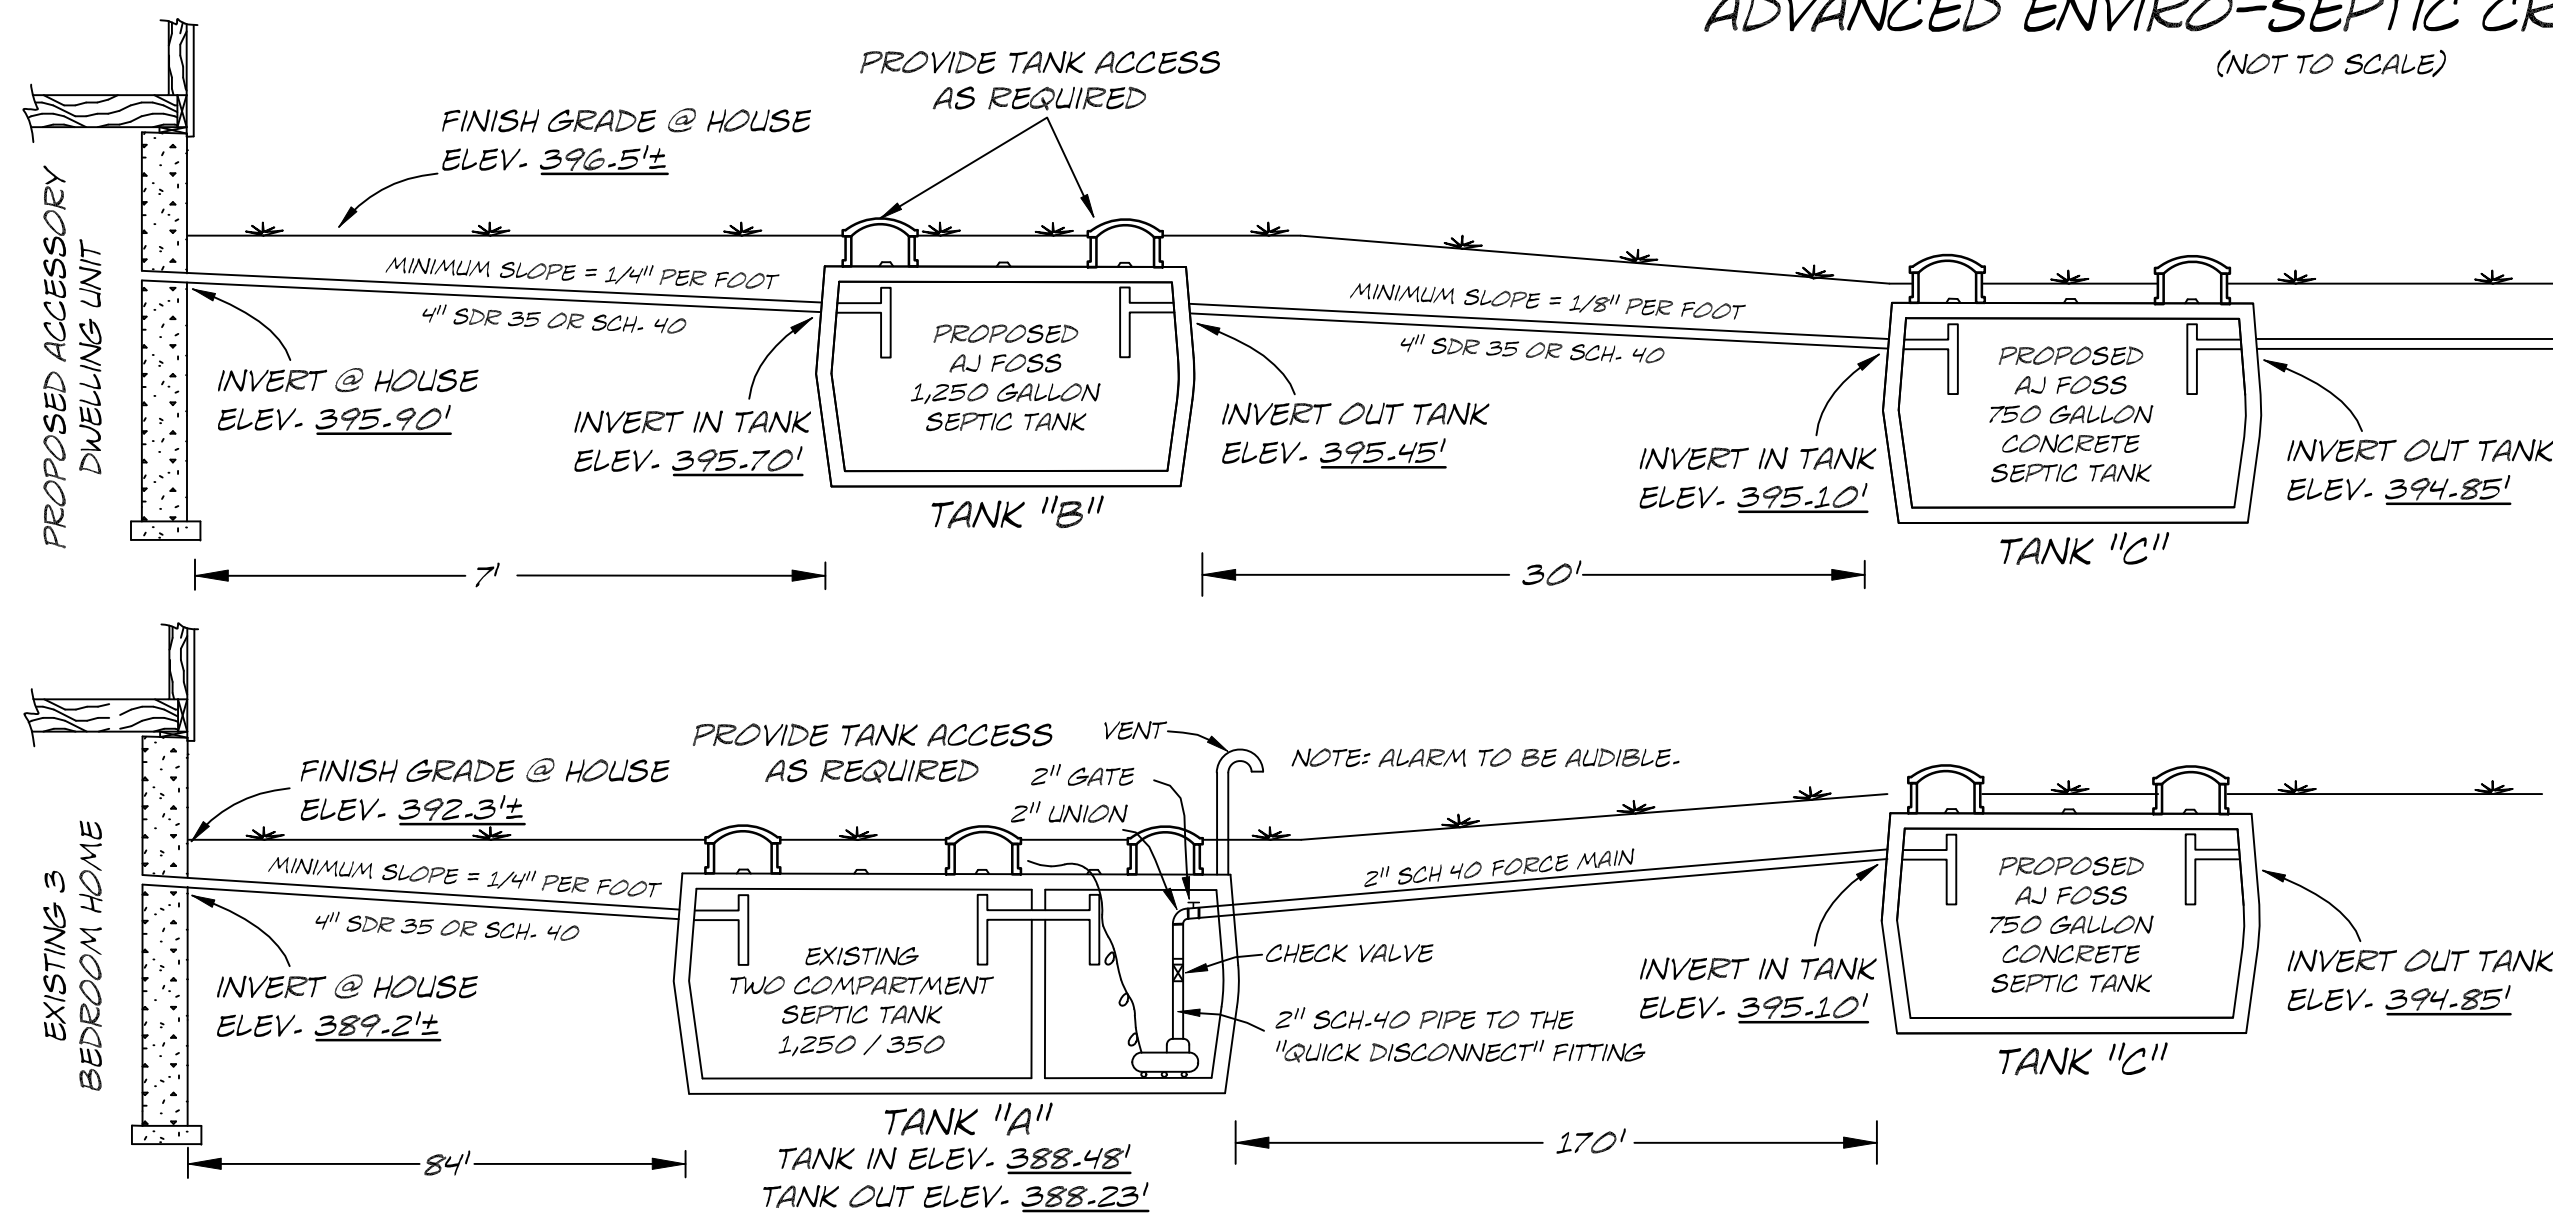 ADVANCED ENVIRO-SEPTIC
(NOT TO SCALE)
PROVIDE TANK ACCESS
AS REQUIRED
FINISH GRADE @ HOUSE
ELEV. 396.5'±
PROPOSED ACCESSORY
DWELLING UNIT
MINIMUM SLOPE = 1/4" PER FOOT
4" SDR 35 OR SCH. 40
INVERT @ HOUSE
ELEV. 395.90'
INVERT IN TANK
ELEV. 395.70'
PROPOSED
AJ FOSS
1,250 GALLON
SEPTIC TANK
TANK "B"
INVERT OUT TANK
ELEV. 395.45'
MINIMUM SLOPE = 1/8" PER FOOT
4" SDR 35 OR SCH. 40
INVERT IN TANK
ELEV. 395.10'
PROPOSED
AJ FOSS
750 GALLON
CONCRETE
SEPTIC TANK
TANK "C"
INVERT OUT TANK
ELEV. 394.85'
7'
30'
EXISTING 3
BEDROOM HOME
FINISH GRADE @ HOUSE
ELEV. 392.3'±
PROVIDE TANK ACCESS
AS REQUIRED
VENT
2" GATE
2" UNION
NOTE: ALARM TO BE AUDIBLE.
MINIMUM SLOPE = 1/4" PER FOOT
4" SDR 35 OR SCH. 40
INVERT @ HOUSE
ELEV. 389.2'±
EXISTING
TWO COMPARTMENT
SEPTIC TANK
1,250 / 350
2" SCH 40 FORCE MAIN
CHECK VALVE
2" SCH.40 PIPE TO THE
"QUICK DISCONNECT" FITTING
INVERT IN TANK
ELEV. 395.10'
PROPOSED
AJ FOSS
750 GALLON
CONCRETE
SEPTIC TANK
TANK "C"
INVERT OUT TANK
ELEV. 394.85'
TANK "A"
TANK IN ELEV. 388.48'
TANK OUT ELEV. 388.23'
84'
170'